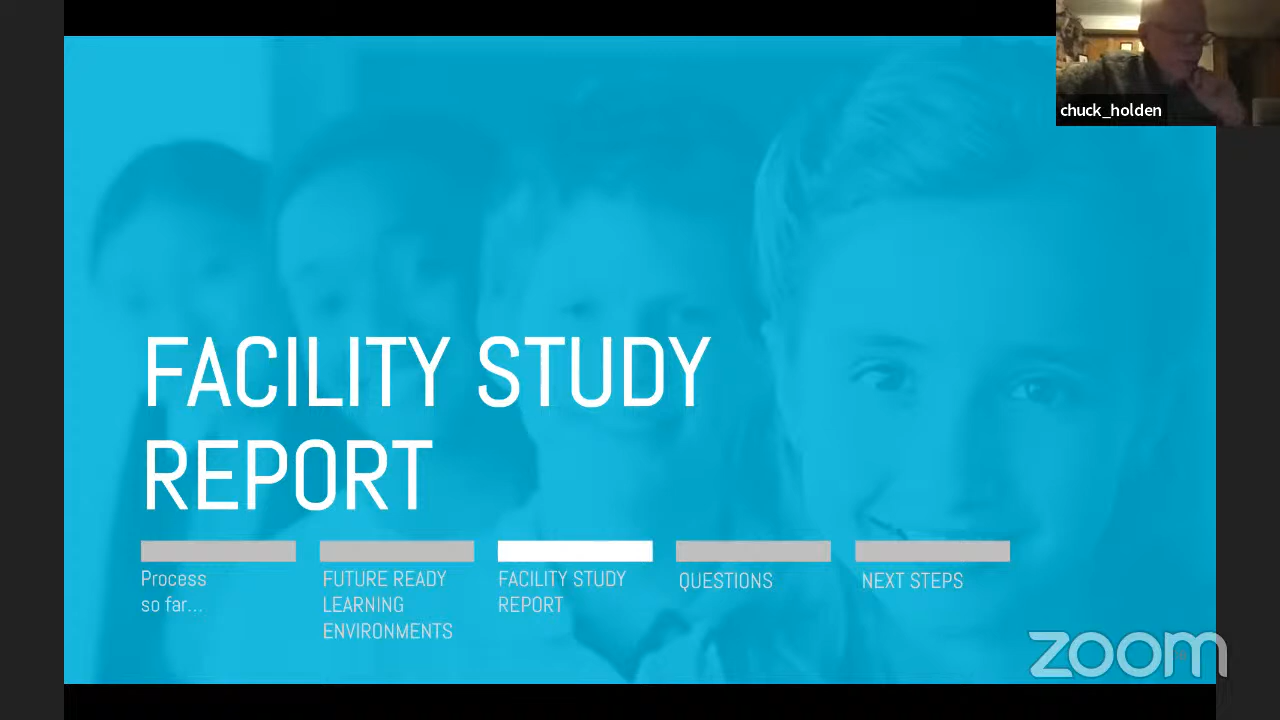 chuck_holden
FACILITY STUDY
REPORT
Process
so far...
FUTURE READY
LEARNING
ENVIRONMENTS
FACILITY STUDY
REPORT
QUESTIONS
NEXT STEPS
zoom